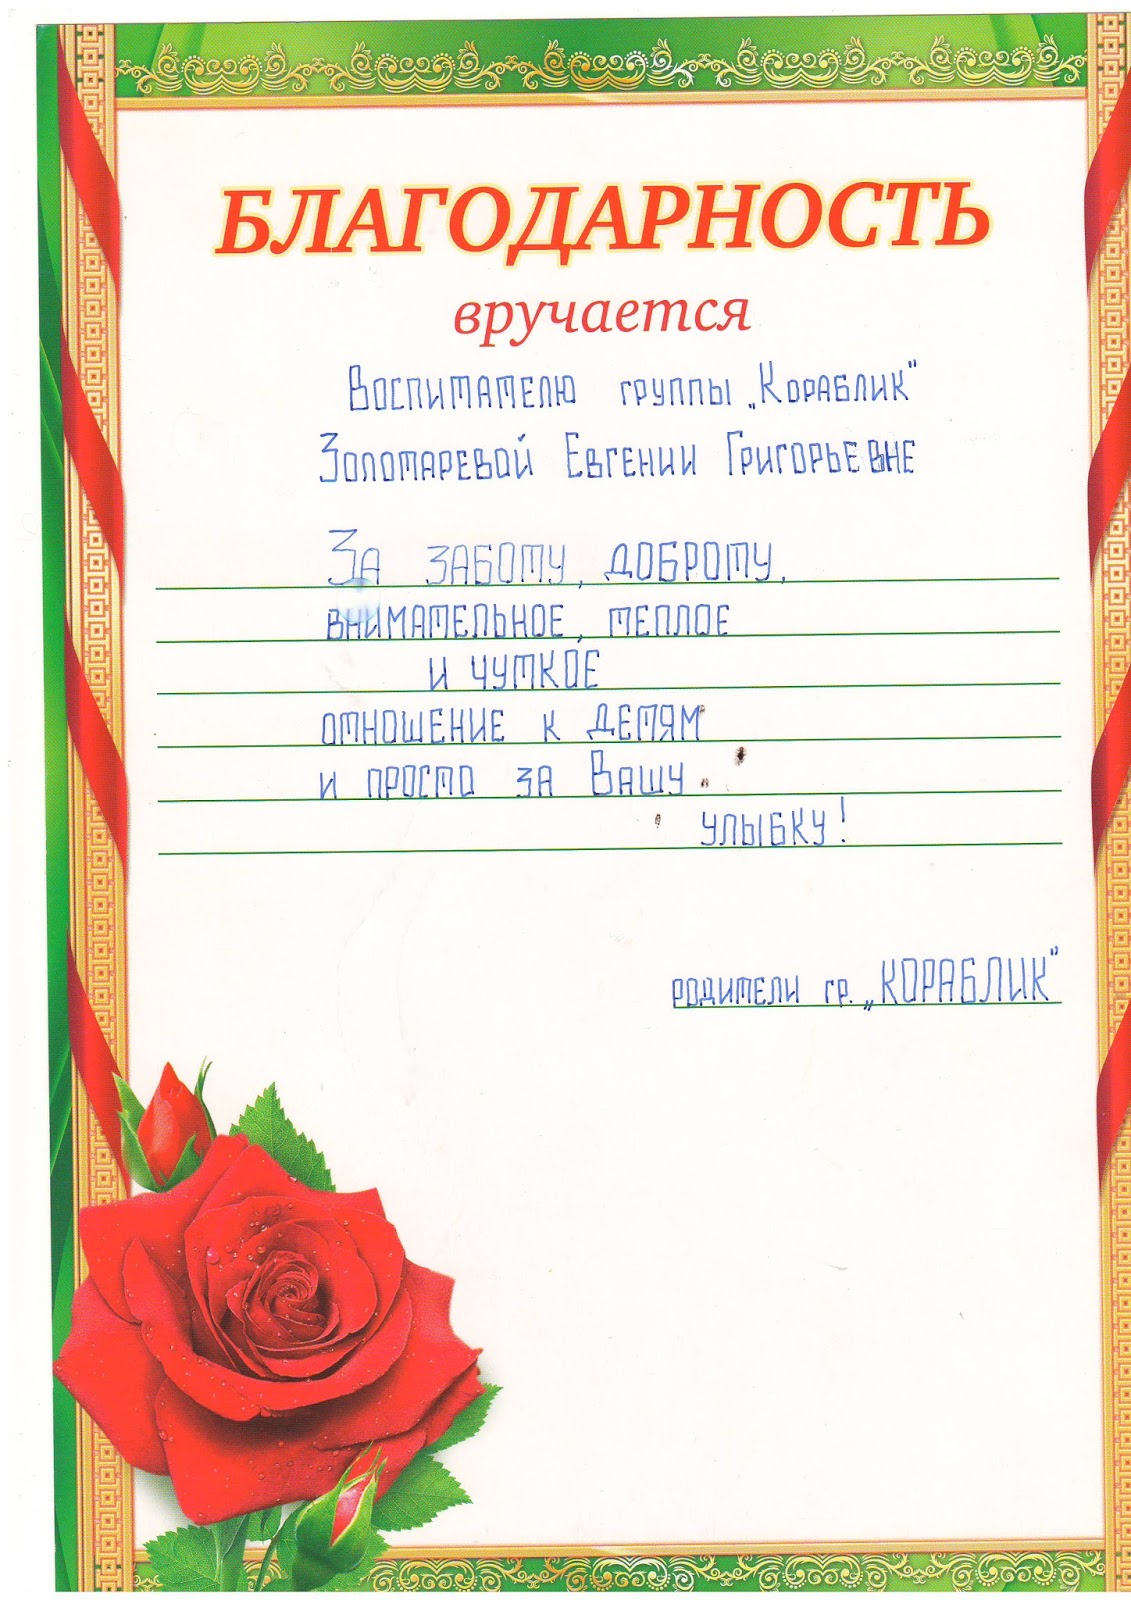 БЛАГОДАРНОСТЬ
вручается
Воспитателю группы „Кораблик"
Золотаревой Евгении Григорьевне
За заботу, доброту,
внимательное, теплое
и чуткое
отношение к детям
и просто за Вашу
улыбку!
родители гр. „КОРАБЛИК"